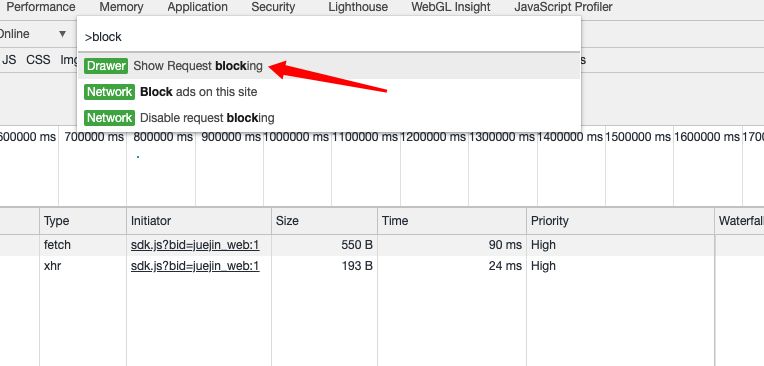 Performance Memory Application Security Lighthouse WebGL Insight JavaScript Profiler
Online
>block
JS CSS
Drawer Show Request blocking
Network Block ads on this site
Network Disable request blocking
600000 ms 700000 ms 800000 ms 900000 ms 1000000 ms 1100000 ms 1200000 ms 1300000 ms 1400000 ms 1500000 ms 1600000 ms 1700
Type Initiator Size Time Priority Waterfall
fetch sdk.js?bid=juejin_web:1 550 B 90 ms High
xhr sdk.js?bid=juejin_web:1 193 B 24 ms High